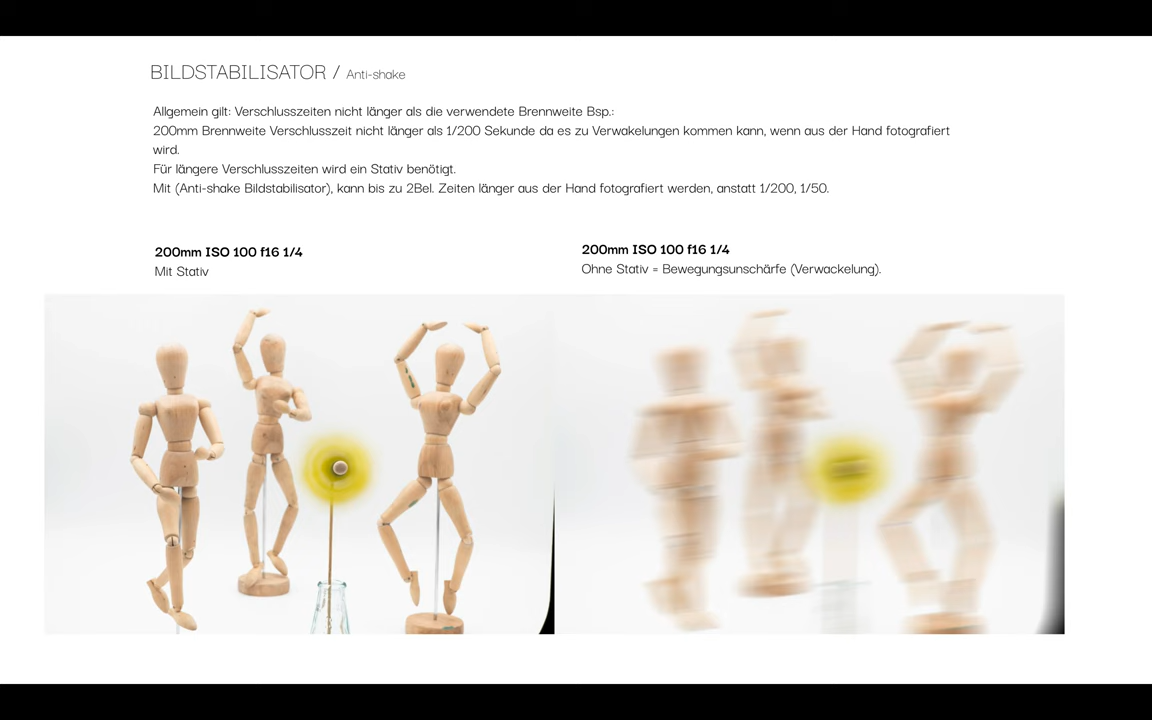 BILDSTABILISATOR / Anti-shake
Allgemein gilt: Verschlusszeiten nicht länger als die verwendete Brennweite Bsp.:
200mm Brennweite Verschlusszeit nicht länger als 1/200 Sekunde da es zu Verwakelungen kommen kann, wenn aus der Hand fotografiert
wird.
Für längere Verschlusszeiten wird ein Stativ benötigt.
Mit (Anti-shake Bildstabilisator), kann bis zu 2Bel. Zeiten länger aus der Hand fotografiert werden, anstatt 1/200, 1/50.
200mm ISO 100 f16 1/4
Mit Stativ
200mm ISO 100 f16 1/4
Ohne Stativ = Bewegungsunschärfe (Verwackelung).